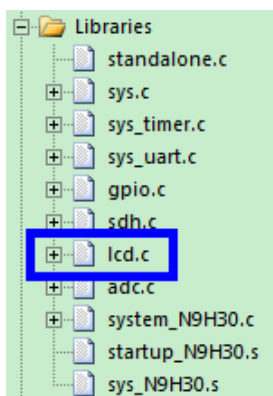 Libraries
standalone.c
sys.c
sys_timer.c
sys_uart.c
gpio.c
sdh.c
lcd.c
adc.c
system_N9H30.c
startup_N9H30.s
sys_N9H30.s